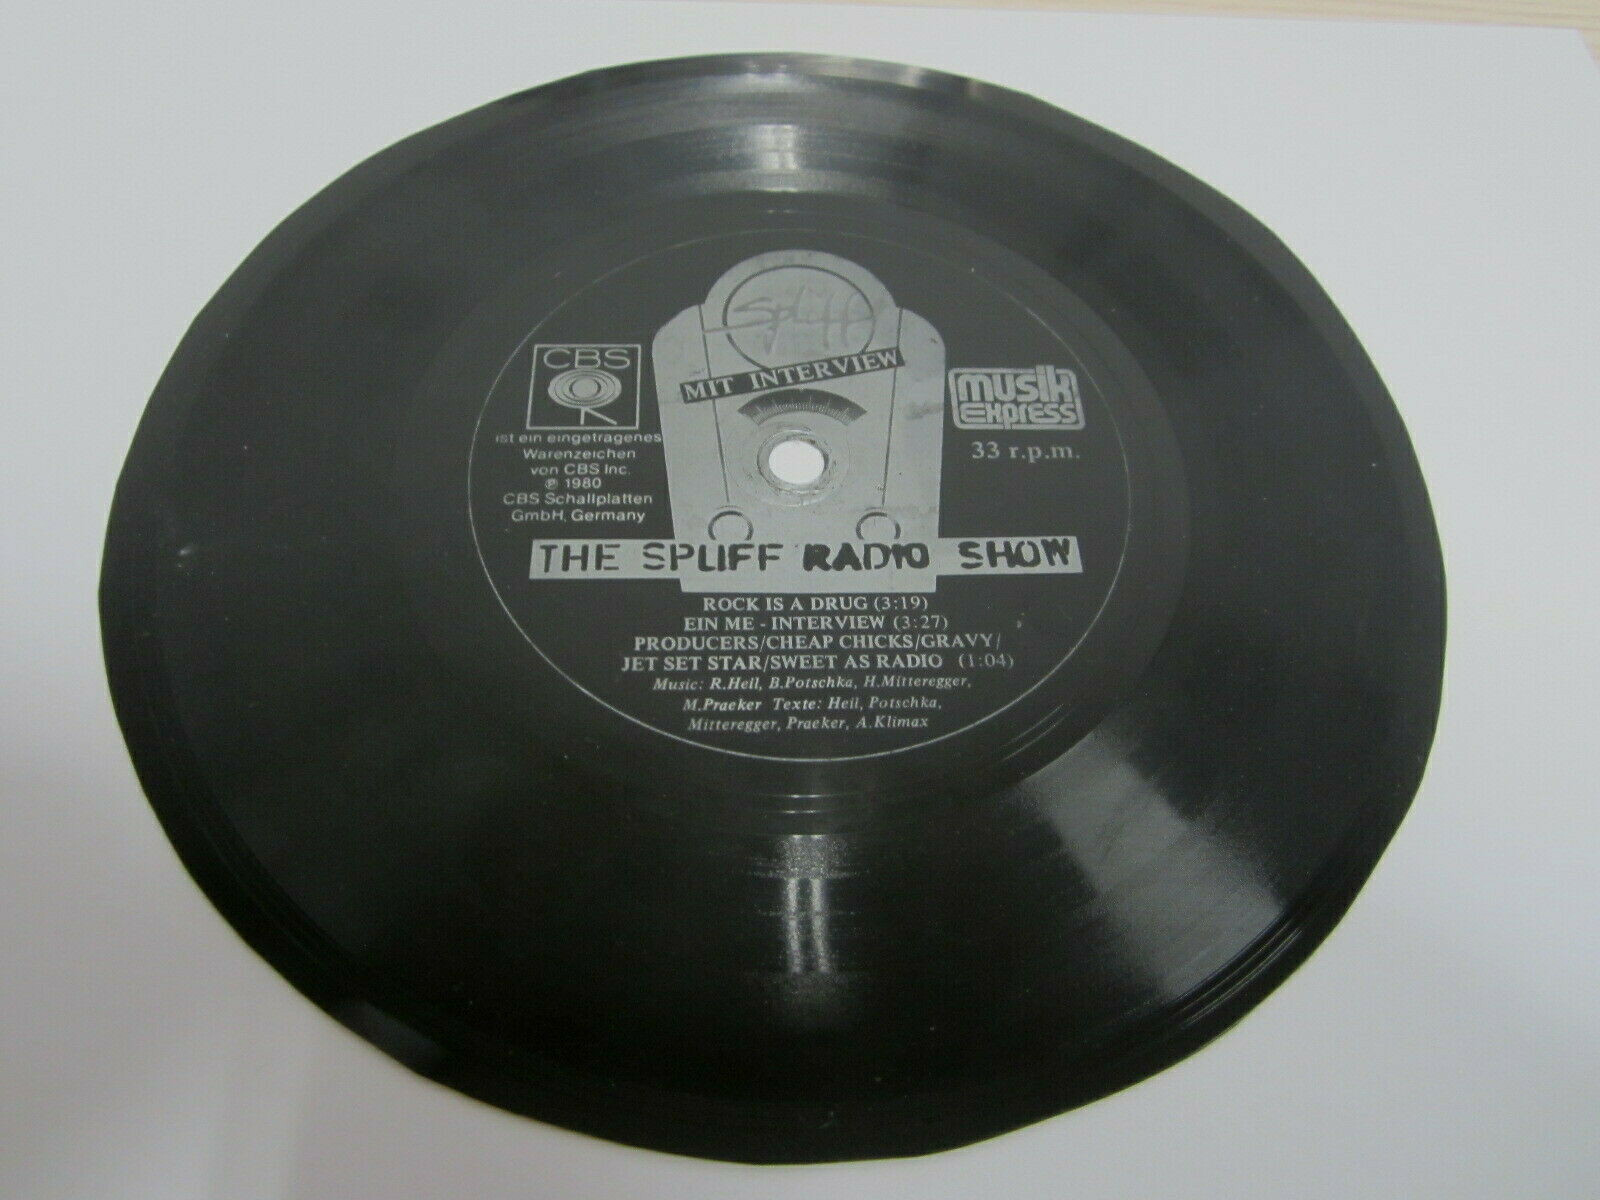 Spliff
MIT INTERVIEW
CBS
ist ein eingetragenes
Warenzeichen
von CBS Inc.
℗ 1980
CBS Schallplatten
GmbH, Germany
musik
express
33 r.p.m.
THE SPLIFF RADIO SHOW
ROCK IS A DRUG (3:19)
EIN ME - INTERVIEW (3:27)
PRODUCERS/CHEAP CHICKS/GRAVY/
JET SET STAR/SWEET AS RADIO (1:04)
Music: R.Heil, B.Potschka, H.Mitteregger,
M.Praeker Texte: Heil, Potschka,
Mitteregger, Praeker, A.Klimax